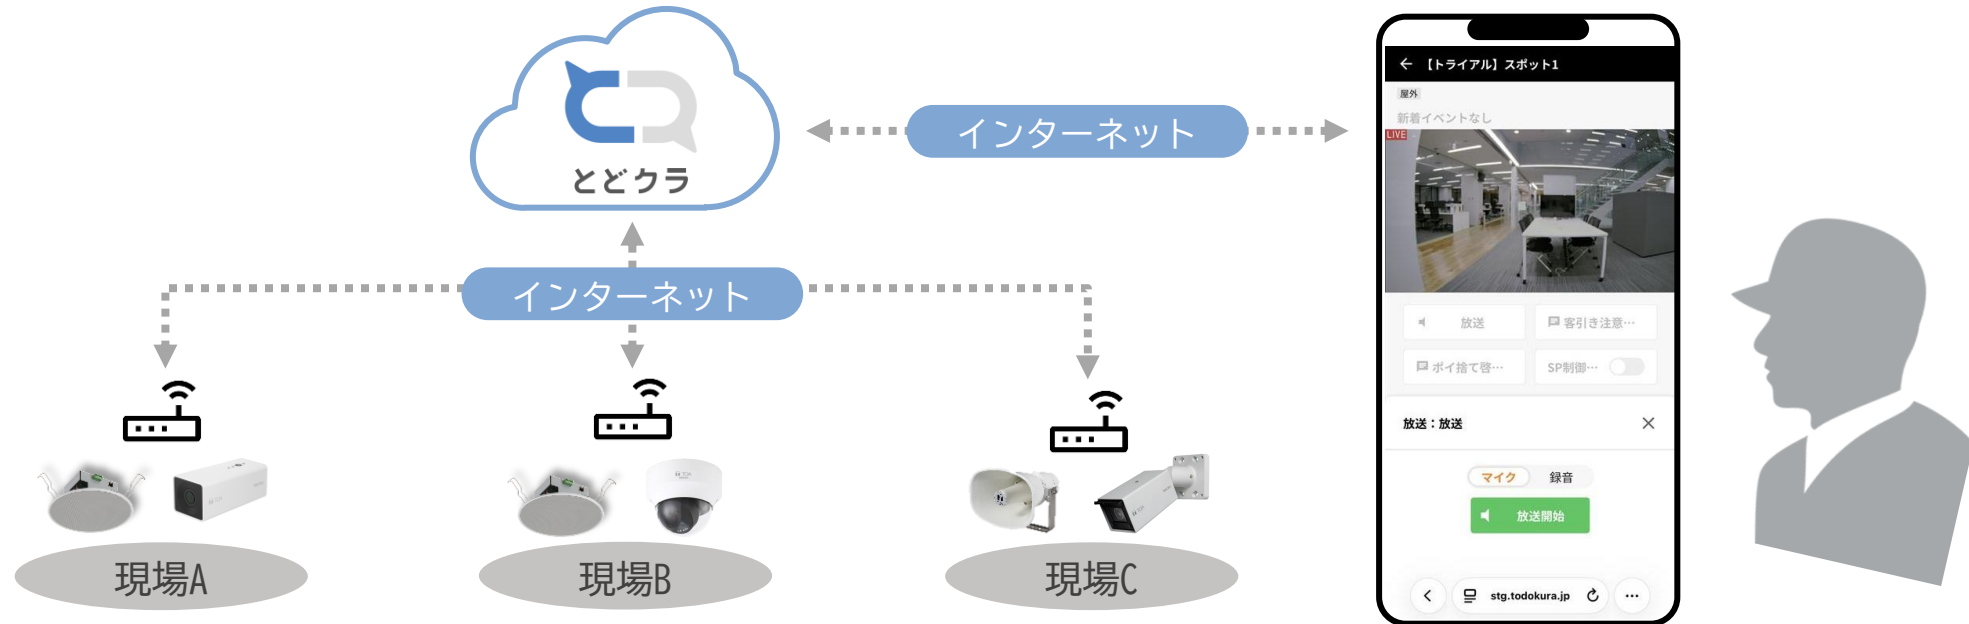 とどクラ
インターネット
インターネット
現場A
現場B
現場C
【トライアル】スポット1
屋外
新着イベントなし
LIVE
放送
客引き注意…
ポイ捨て啓…
SP制御…
放送：放送
マイク
録音
放送開始
stg.todokura.jp